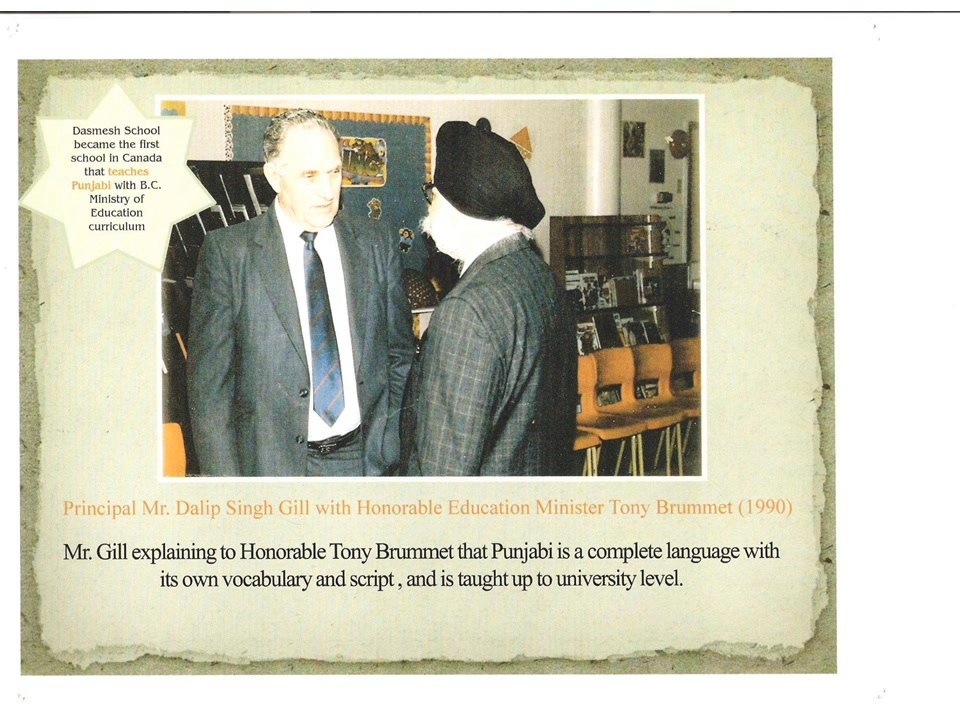 Dasmesh School
became the first
school in Canada
that teaches
Punjabi with B.C.
Ministry of
Education
curriculum
Principal Mr. Dalip Singh Gill with Honorable Education Minister Tony Brummet (1990)
Mr. Gill explaining to Honorable Tony Brummet that Punjabi is a complete language with
its own vocabulary and script , and is taught up to university level.